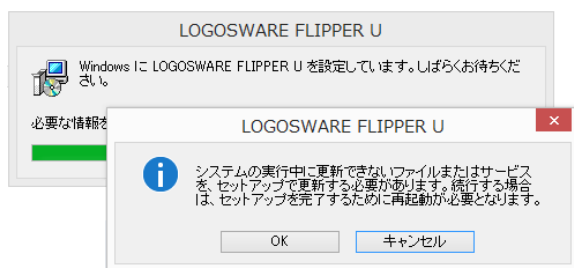 LOGOSWARE FLIPPER U
Windows に LOGOSWARE FLIPPER U を設定しています。しばらくお待ちくだ
さい。
必要な情報を
LOGOSWARE FLIPPER U
システムの実行中に更新できないファイルまたはサービス
を、セットアップで更新する必要があります。続行する場合
は、セットアップを完了するために再起動が必要となります。
OK キャンセル